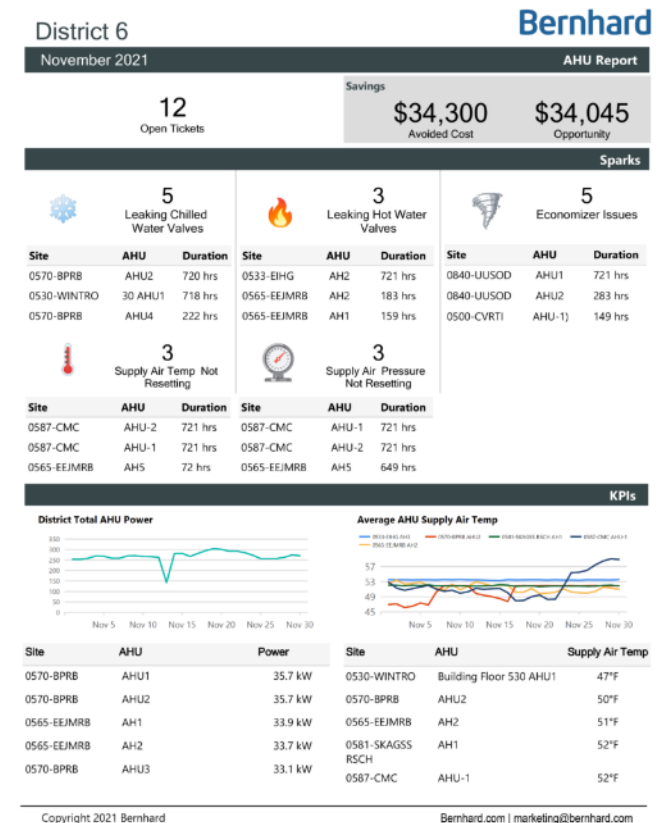 District 6
Bernhard
November 2021
AHU Report
12
Open Tickets
Savings
$34,300
Avoided Cost
$34,045
Opportunity
Sparks
5
Leaking Chilled
Water Valves
Site AHU Duration
0570-BPRB AHU2 720 hrs
0530-WINTRO 30 AHU1 718 hrs
0570-BPRB AHU4 222 hrs
3
Leaking Hot Water
Valves
Site AHU Duration
0533-EIHG AH2 721 hrs
0565-EEJMRB AH2 183 hrs
0565-EEJMRB AH1 159 hrs
5
Economizer Issues
Site AHU Duration
0840-UUSOD AHU1 721 hrs
0840-UUSOD AHU2 283 hrs
0500-CVRTI AHU-1) 149 hrs
3
Supply Air Temp Not
Resetting
Site AHU Duration
0587-CMC AHU-2 721 hrs
0587-CMC AHU-1 721 hrs
0565-EEJMRB AH5 72 hrs
3
Supply Air Pressure
Not Resetting
Site AHU Duration
0587-CMC AHU-1 721 hrs
0587-CMC AHU-2 721 hrs
0565-EEJMRB AH5 649 hrs
KPIs
District Total AHU Power
350
300
250
200
150
100
50
0
Nov 5 Nov 10 Nov 15 Nov 20 Nov 25 Nov 30
Average AHU Supply Air Temp
0570-BPRB AHU2
0587-CMC AHU-1
0565-EEJMRB AH2
57
53
49
45
Nov 5 Nov 10 Nov 15 Nov 20 Nov 25 Nov 30
Site AHU Power
0570-BPRB AHU1 35.7 kW
0570-BPRB AHU2 35.7 kW
0565-EEJMRB AH1 33.9 kW
0565-EEJMRB AH2 33.7 kW
0570-BPRB AHU3 33.1 kW
Site AHU Supply Air Temp
0530-WINTRO Building Floor 530 AHU1 47°F
0570-BPRB AHU2 50°F
0565-EEJMRB AH2 51°F
0581-SKAGSS AH1 52°F
RSCH
0587-CMC AHU-1 52°F
Copyright 2021 Bernhard
Bernhard.com | marketing@bernhard.com